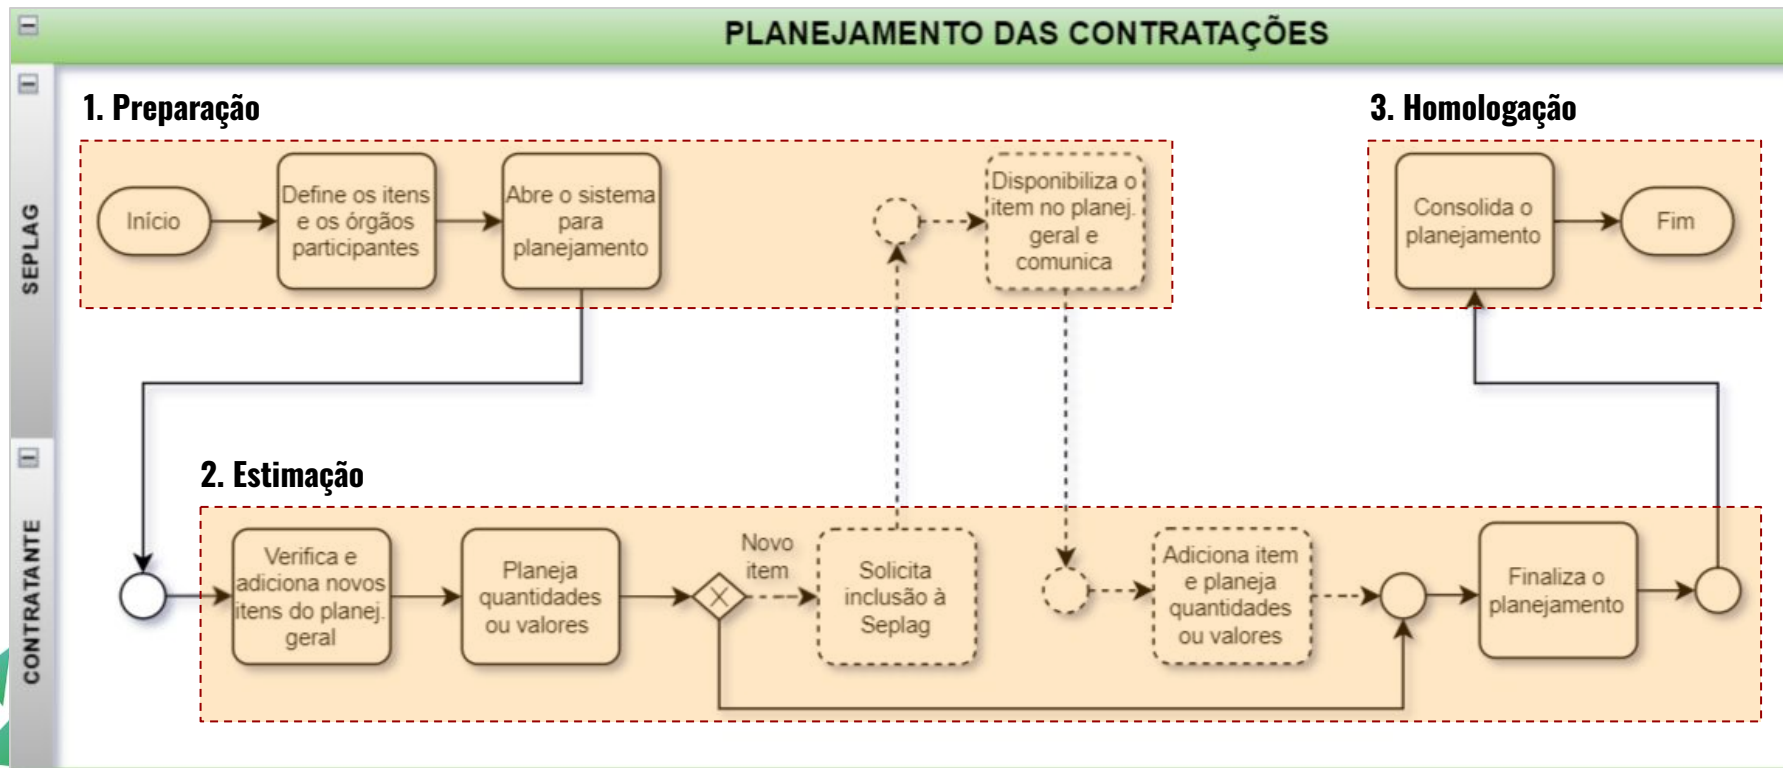 PLANEJAMENTO DAS CONTRATAÇÕES
SEPLAG
1. Preparação
Início
Define os itens
e os órgãos
participantes
Abre o sistema
para
planejamento
Disponibiliza o
item no planej.
geral e
comunica
3. Homologação
Consolida o
planejamento
Fim
CONTRATANTE
2. Estimação
Verifica e
adiciona novos
itens do planej.
geral
Planeja
quantidades
ou valores
Novo
item
Solicita
inclusão à
Seplag
Adiciona item
e planeja
quantidades
ou valores
Finaliza o
planejamento